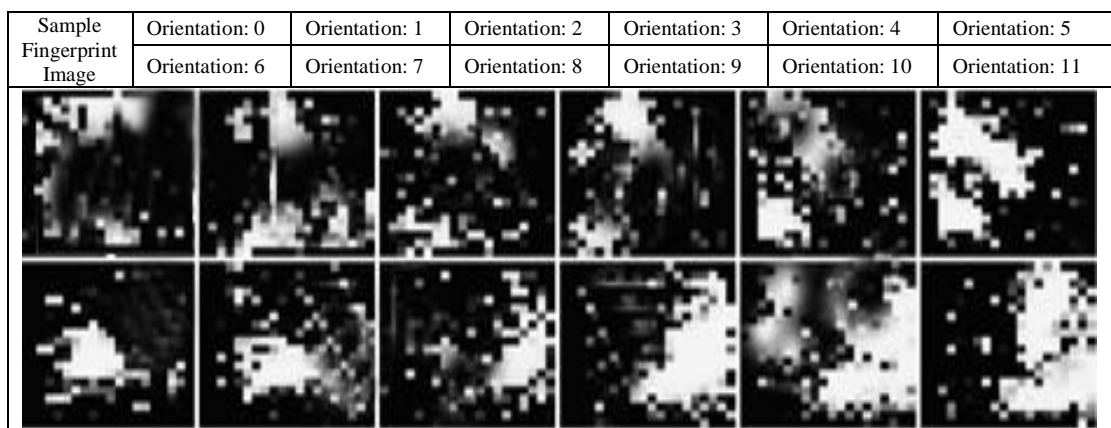 Sample
Fingerprint
Image
Orientation: 0 Orientation: 1 Orientation: 2 Orientation: 3 Orientation: 4 Orientation: 5
Orientation: 6 Orientation: 7 Orientation: 8 Orientation: 9 Orientation: 10 Orientation: 11